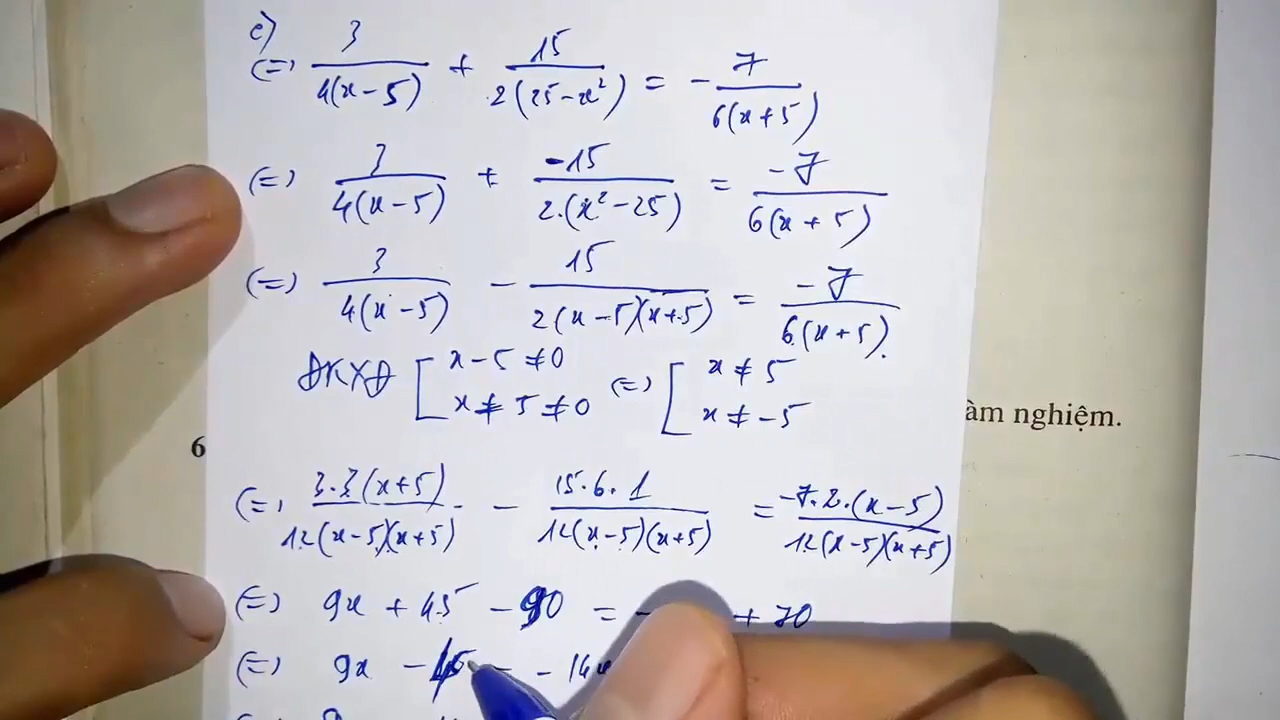 c)
(=) 3/4(x-5) + 15/2(25-x²) = - 7/6(x+5)
(=) 3/4(x-5) + -15/2.(x²-25) = -7/6(x+5)
(=) 3/4(x-5) - 15/2(x-5)(x+5) = -7/6(x+5)
ĐKXĐ [x-5≠0 (=) [x≠5
x≠5≠0 x≠-5
àm nghiệm.
6
(=) 3.3(x+5)/12(x-5)(x+5) - 15.6.1/12(x-5)(x+5) = -7.2.(x-5)/12(x-5)(x+5)
(=) 9x + 45 - 90 = - + 70
(=) 9x - 45 = - 14x